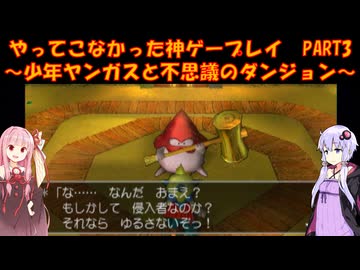 やってこなかった神ゲープレイ　PART3
～少年ヤンガスと不思議のダンジョン～
＊「な……　なんだ　おまえ？
もしかして　侵入者なのか？
それなら　ゆるさないぞっ！